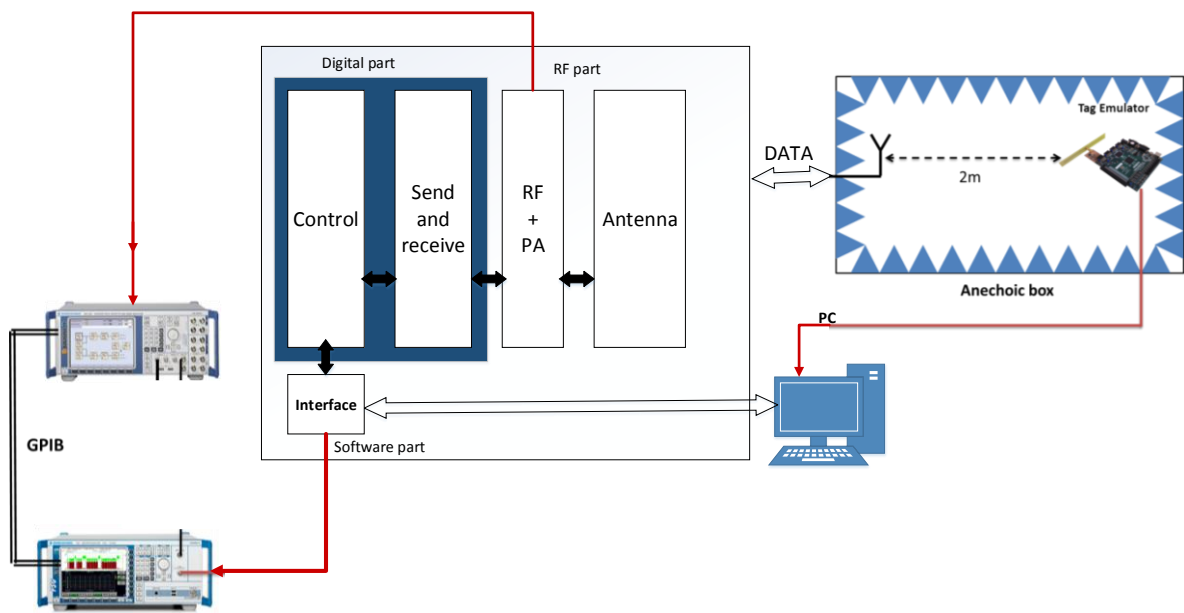 Digital part
RF part
Control
Send
and
receive
RF
+
PA
Antenna
DATA
Tag Emulator
2m
Anechoic box
PC
Interface
Software part
GPIB